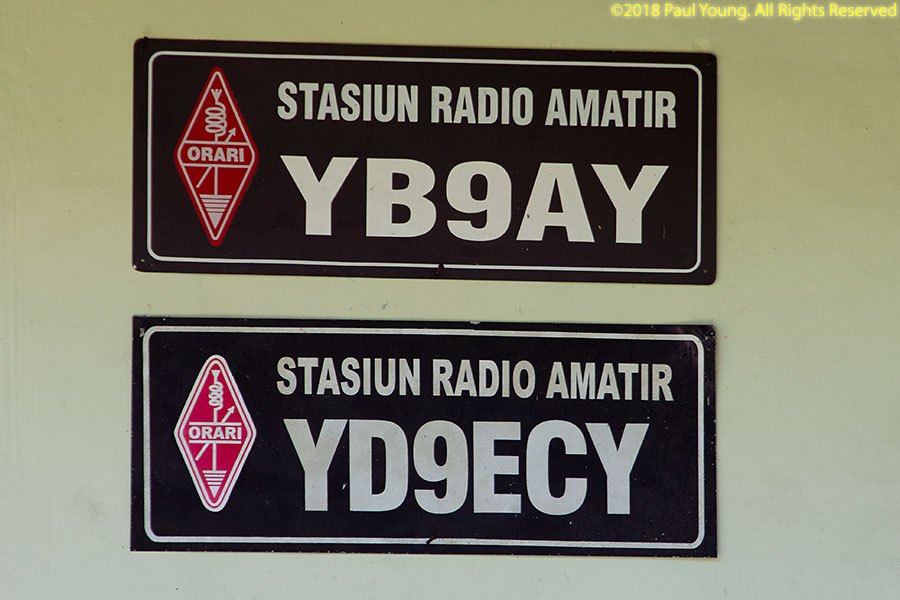 ©2018 Paul Young. All Rights Reserved
STASIUN RADIO AMATIR
ORARI
YB9AY
STASIUN RADIO AMATIR
ORARI
YD9ECY